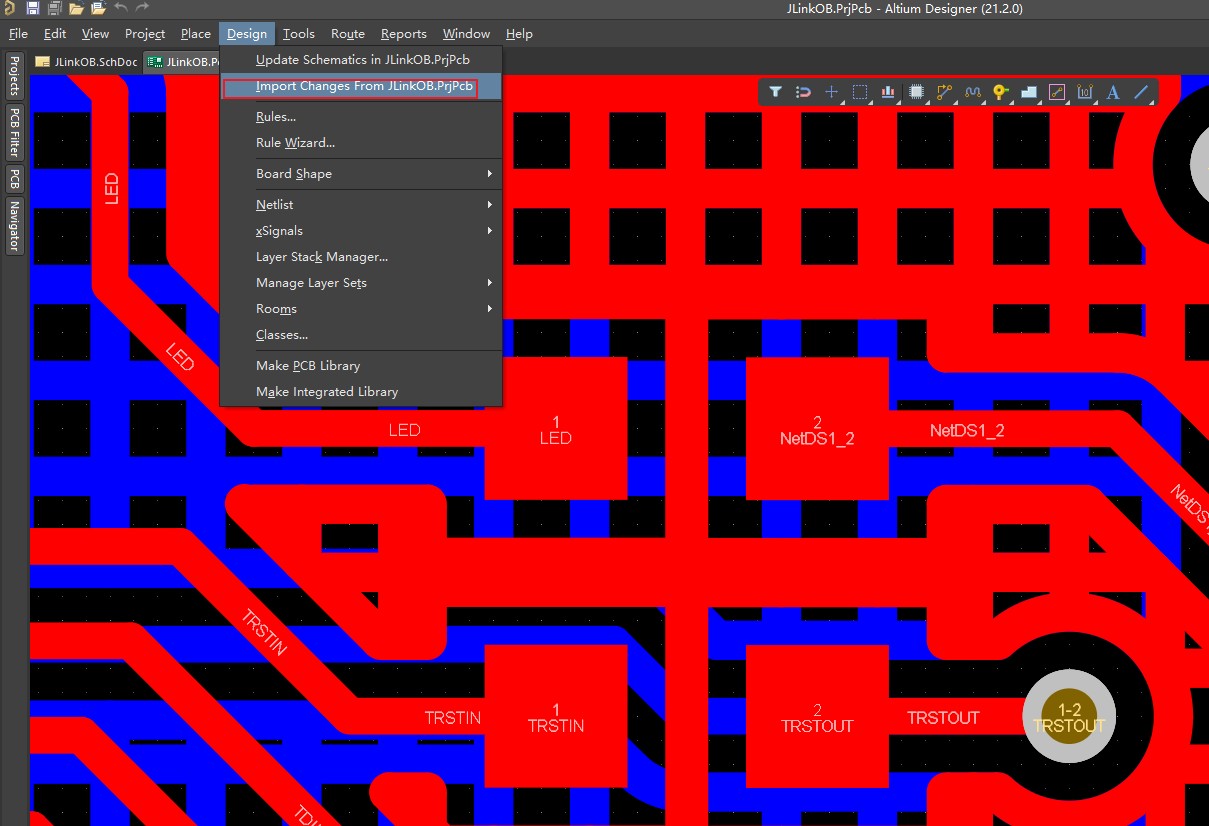 JLinkOB.PrjPcb - Altium Designer (21.2.0)
File Edit View Project Place Design Tools Route Reports Window Help
JLinkOB.SchDoc
Projects
PCB Filter
PCB
Navigator
Update Schematics in JLinkOB.PrjPcb
Import Changes From JLinkOB.PrjPcb
Rules...
Rule Wizard...
Board Shape
Netlist
xSignals
Layer Stack Manager...
Manage Layer Sets
Rooms
Classes...
Make PCB Library
Make Integrated Library
LED
LED
LED
1
LED
2
NetDS1_2
NetDS1_2
TRSTIN
TRSTIN
1
TRSTIN
2
TRSTOUT
TRSTOUT
1-2
TRSTOUT